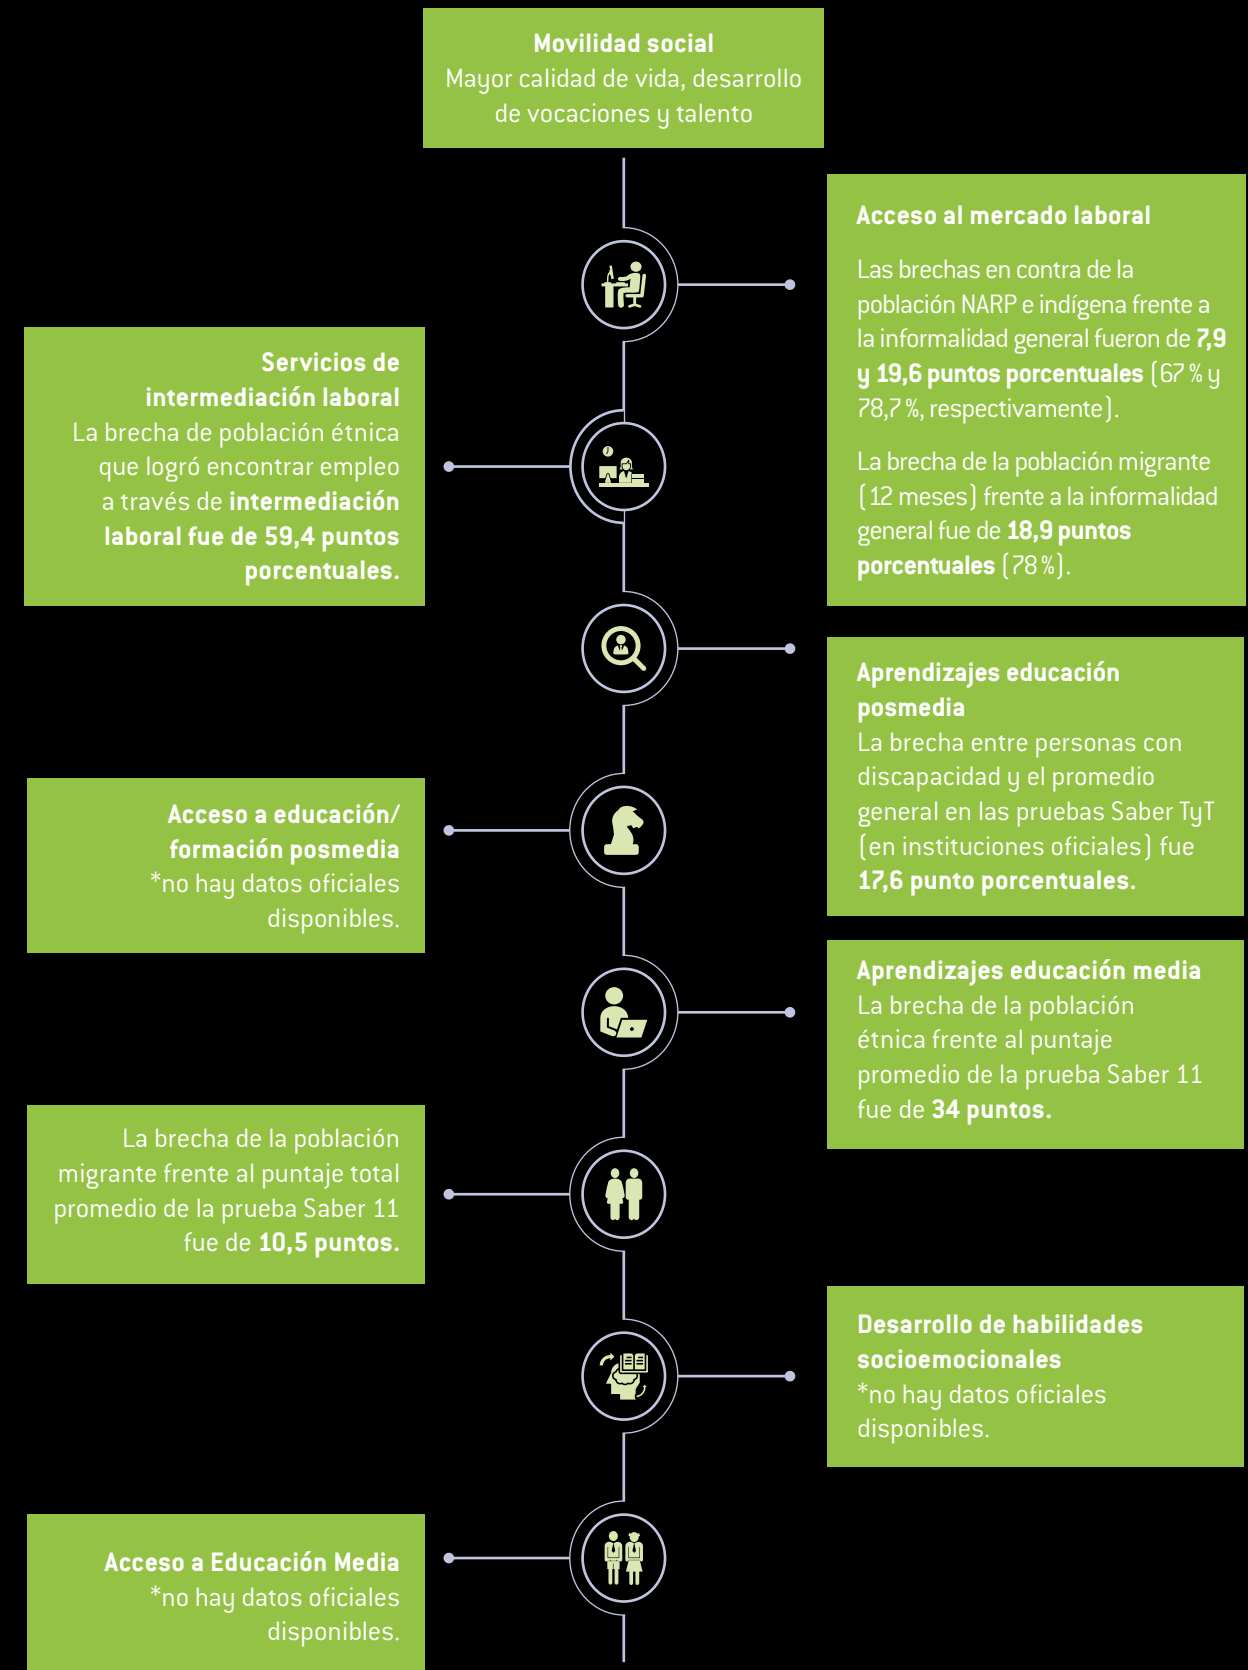 Movilidad social
Mayor calidad de vida, desarrollo
de vocaciones y talento
Acceso al mercado laboral
Las brechas en contra de la
población NARP e indígena frente a
la informalidad general fueron de 7,9
y 19,6 puntos porcentuales (67 % y
78,7 %, respectivamente).
La brecha de la población migrante
(12 meses) frente a la informalidad
general fue de 18,9 puntos
porcentuales (78 %).
Servicios de
intermediación laboral
La brecha de población étnica
que logró encontrar empleo
a través de intermediación
laboral fue de 59,4 puntos
porcentuales.
Aprendizajes educación
posmedia
La brecha entre personas con
discapacidad y el promedio
general en las pruebas Saber TyT
(en instituciones oficiales) fue
17,6 punto porcentuales.
Acceso a educación/
formación posmedia
*no hay datos oficiales
disponibles.
Aprendizajes educación media
La brecha de la población
étnica frente al puntaje
promedio de la prueba Saber 11
fue de 34 puntos.
La brecha de la población
migrante frente al puntaje total
promedio de la prueba Saber 11
fue de 10,5 puntos.
Desarrollo de habilidades
socioemocionales
*no hay datos oficiales
disponibles.
Acceso a Educación Media
*no hay datos oficiales
disponibles.